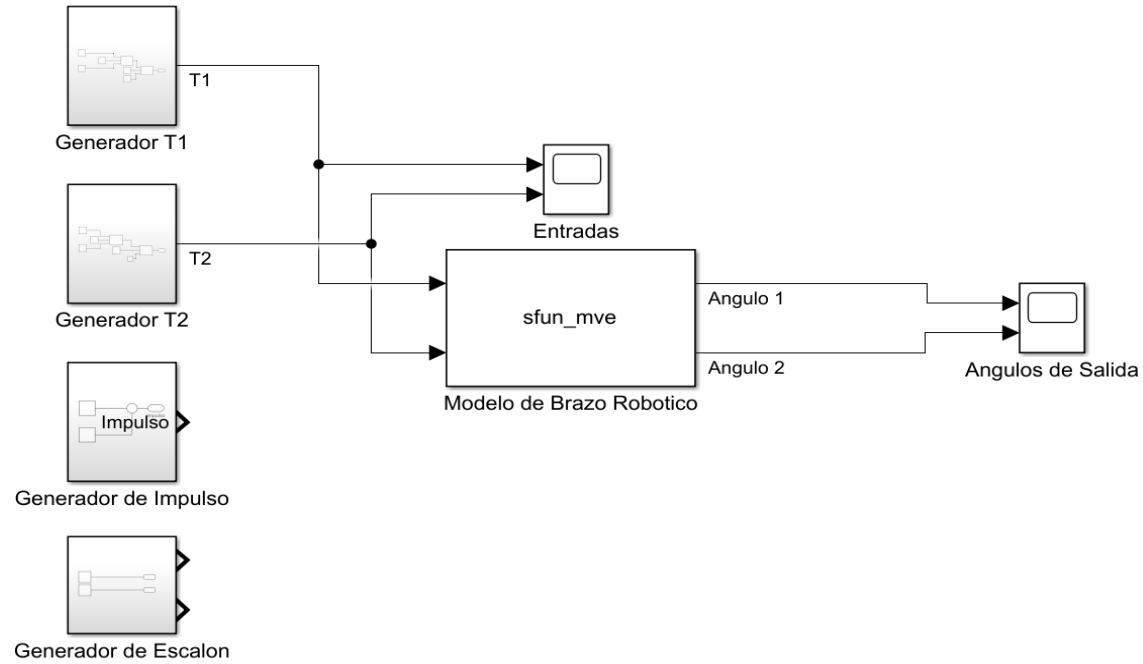 T1
Generador T1
Entradas
T2
Generador T2
sfun_mve
Angulo 1
Angulo 2
Modelo de Brazo Robotico
Angulos de Salida
Impulso
Generador de Impulso
Generador de Escalon